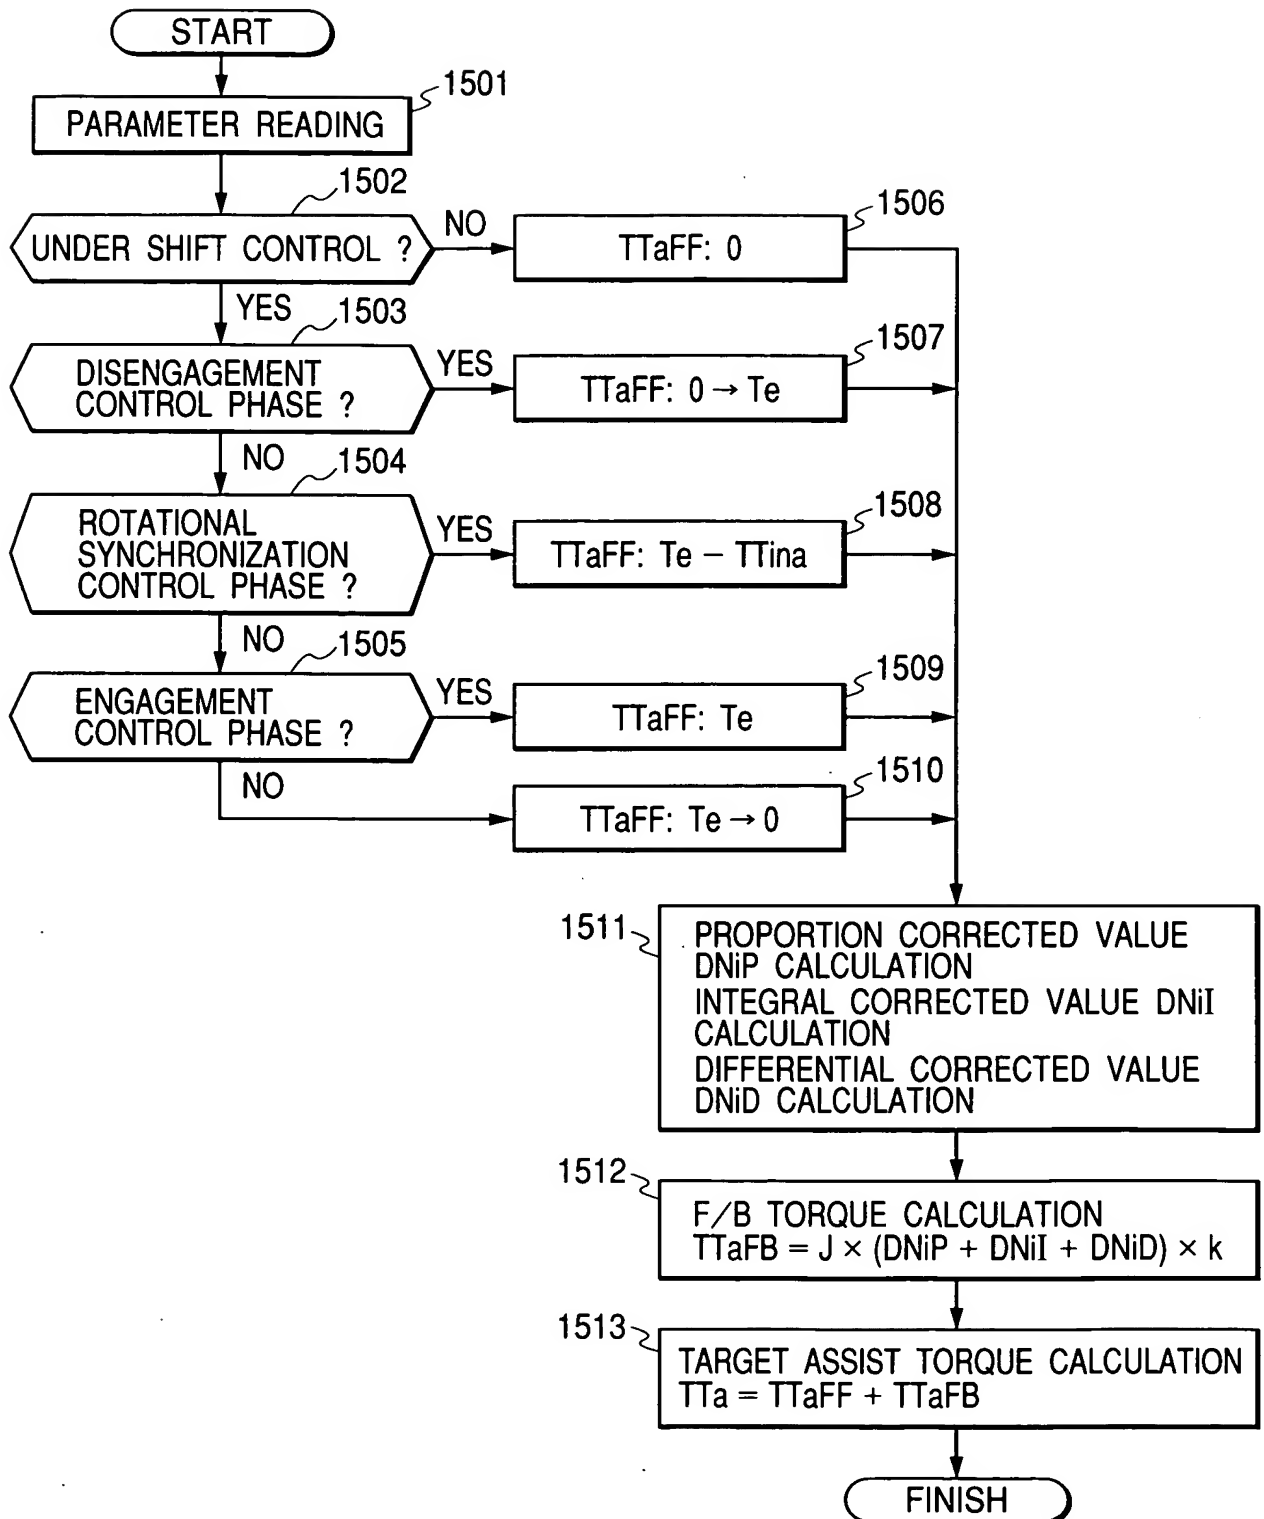 START
1501
PARAMETER READING
1502
UNDER SHIFT CONTROL ?
NO
1506
TTaFF: 0
YES
1503
DISENGAGEMENT
CONTROL PHASE ?
YES
1507
TTaFF: 0 → Te
NO
1504
ROTATIONAL
SYNCHRONIZATION
CONTROL PHASE ?
YES
1508
TTaFF: Te − TTina
NO
1505
ENGAGEMENT
CONTROL PHASE ?
YES
1509
TTaFF: Te
NO
1510
TTaFF: Te → 0
1511
PROPORTION CORRECTED VALUE
DNiP CALCULATION
INTEGRAL CORRECTED VALUE DNiI
CALCULATION
DIFFERENTIAL CORRECTED VALUE
DNiD CALCULATION
1512
F/B TORQUE CALCULATION
TTaFB = J × (DNiP + DNiI + DNiD) × k
1513
TARGET ASSIST TORQUE CALCULATION
TTa = TTaFF + TTaFB
FINISH